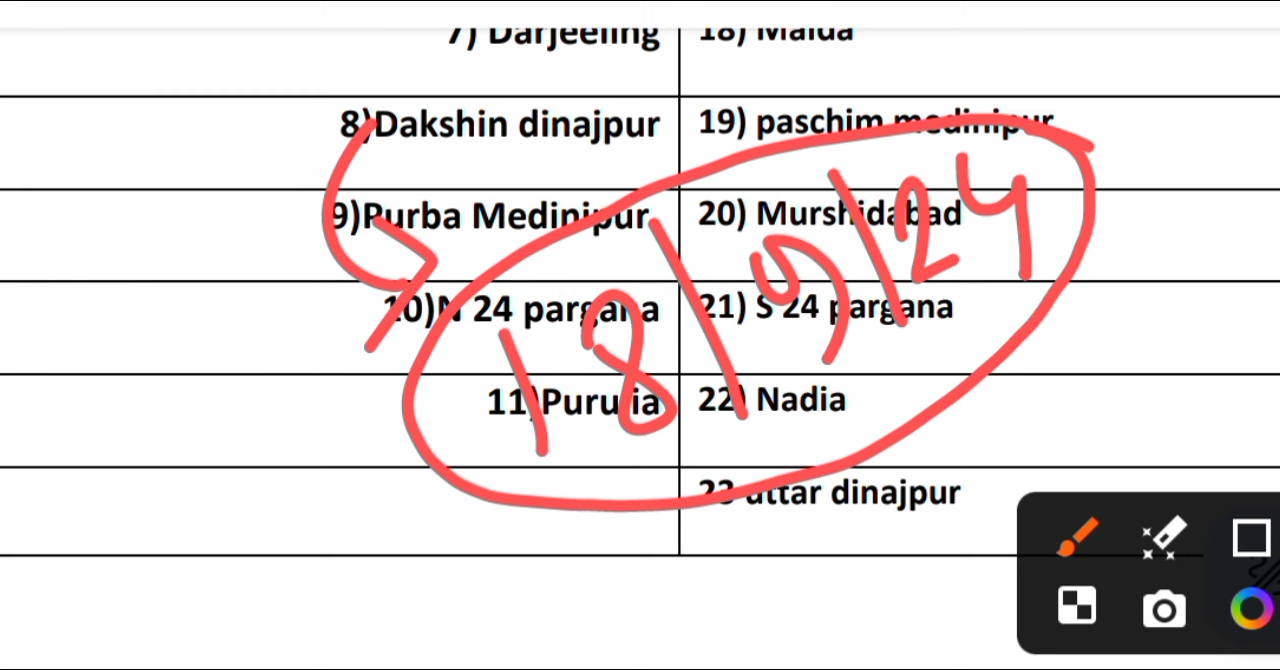 7) Darjeeling 18) Malda
8)Dakshin dinajpur 19) paschim medinipur
9)Purba Medinipur 20) Murshidabad
10)N 24 pargana 21) S 24 pargana
11)Purulia 22) Nadia
23 uttar dinajpur
18/9/24